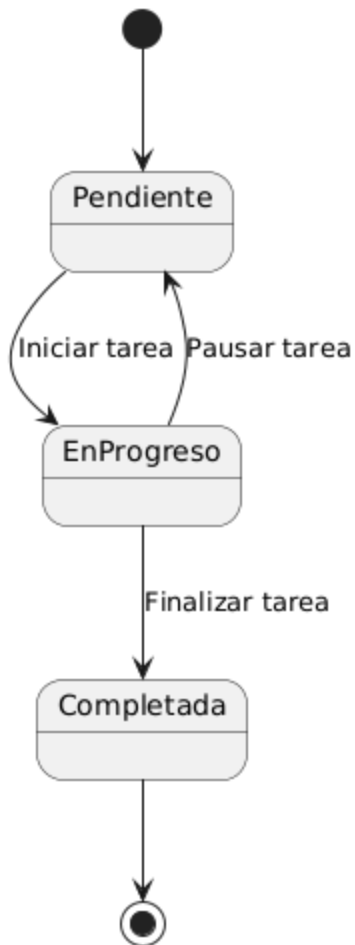 Pendiente
Iniciar tarea
Pausar tarea
EnProgreso
Finalizar tarea
Completada